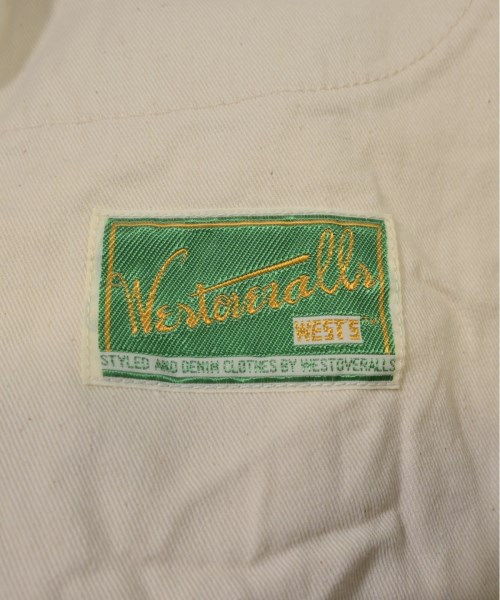 Westoveralls
WEST'S
STYLED AND DENIM CLOTHES BY WESTOVERALLS